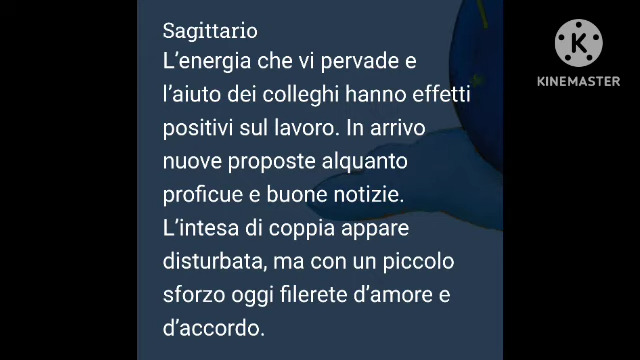 Sagittario
L'energia che vi pervade e
l'aiuto dei colleghi hanno effetti
positivi sul lavoro. In arrivo
nuove proposte alquanto
proficue e buone notizie.
L'intesa di coppia appare
disturbata, ma con un piccolo
sforzo oggi filerete d'amore e
d'accordo.
K
KINEMASTER